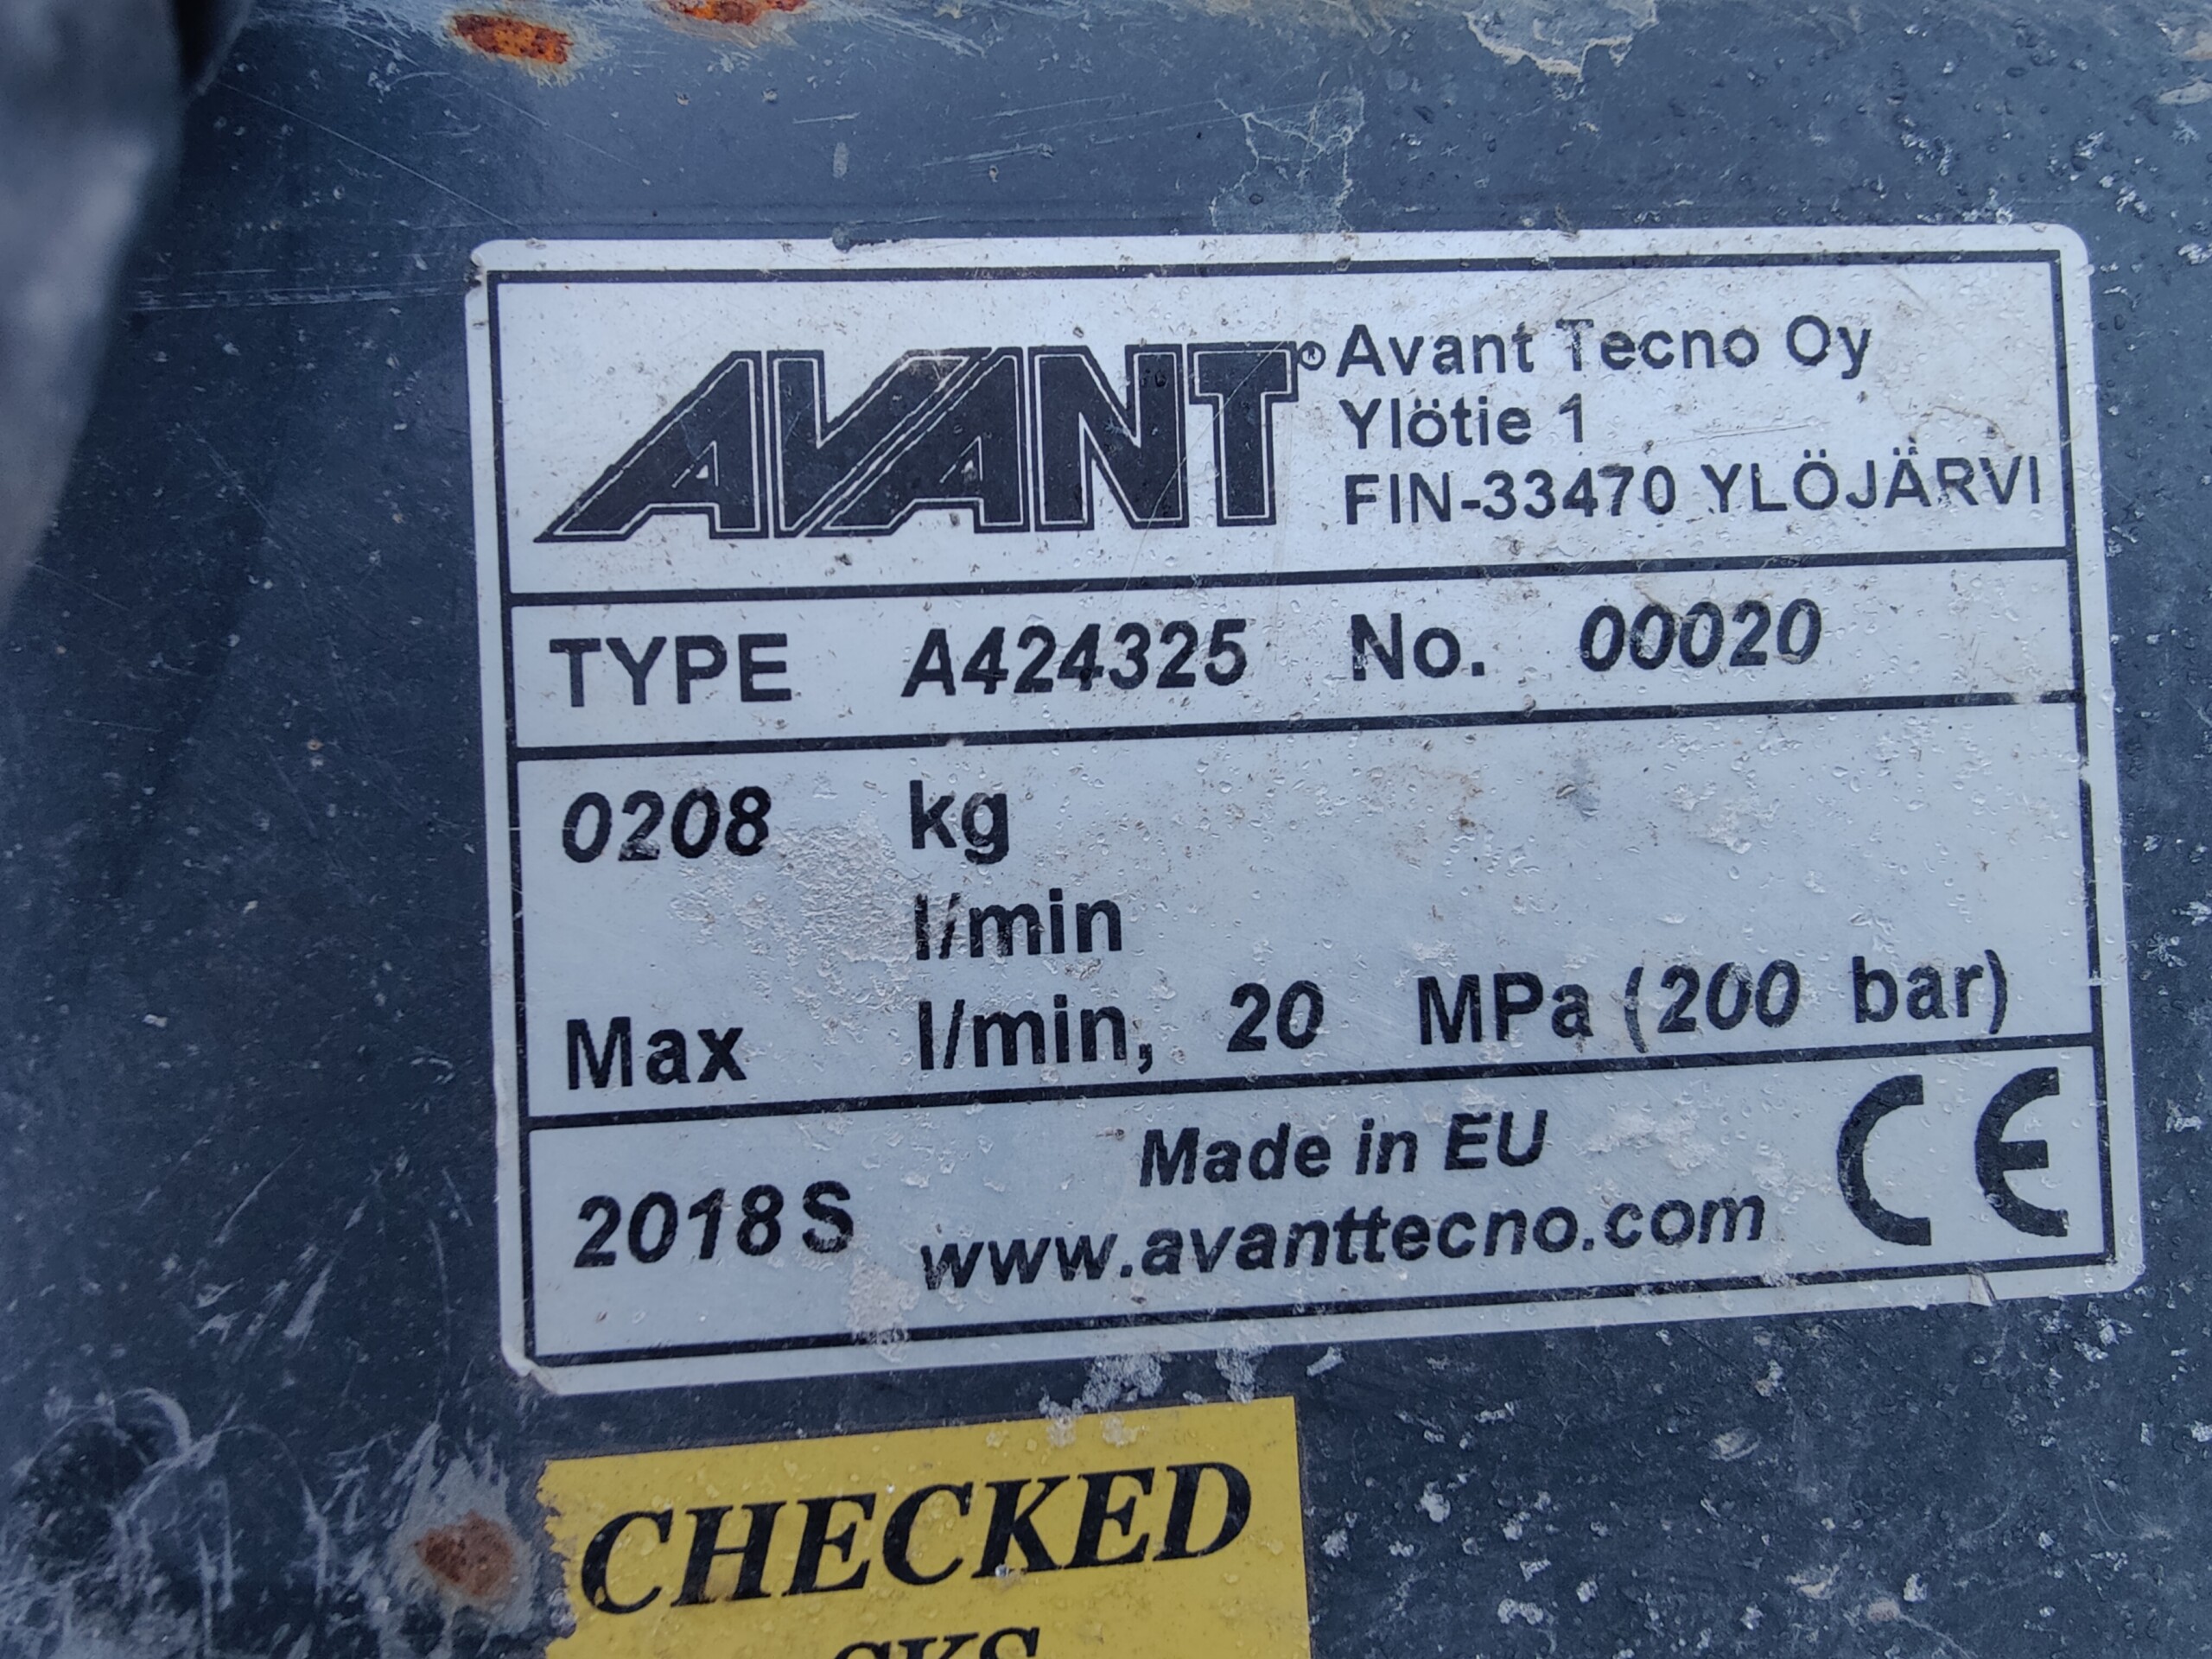 AVANT® Avant Tecno Oy
Ylötie 1
FIN-33470 YLÖJÄRVI
TYPE A424325 No. 00020
0208 kg
l/min
Max l/min, 20 MPa (200 bar)
Made in EU
2018S www.avanttecno.com CE
CHECKED
SKS